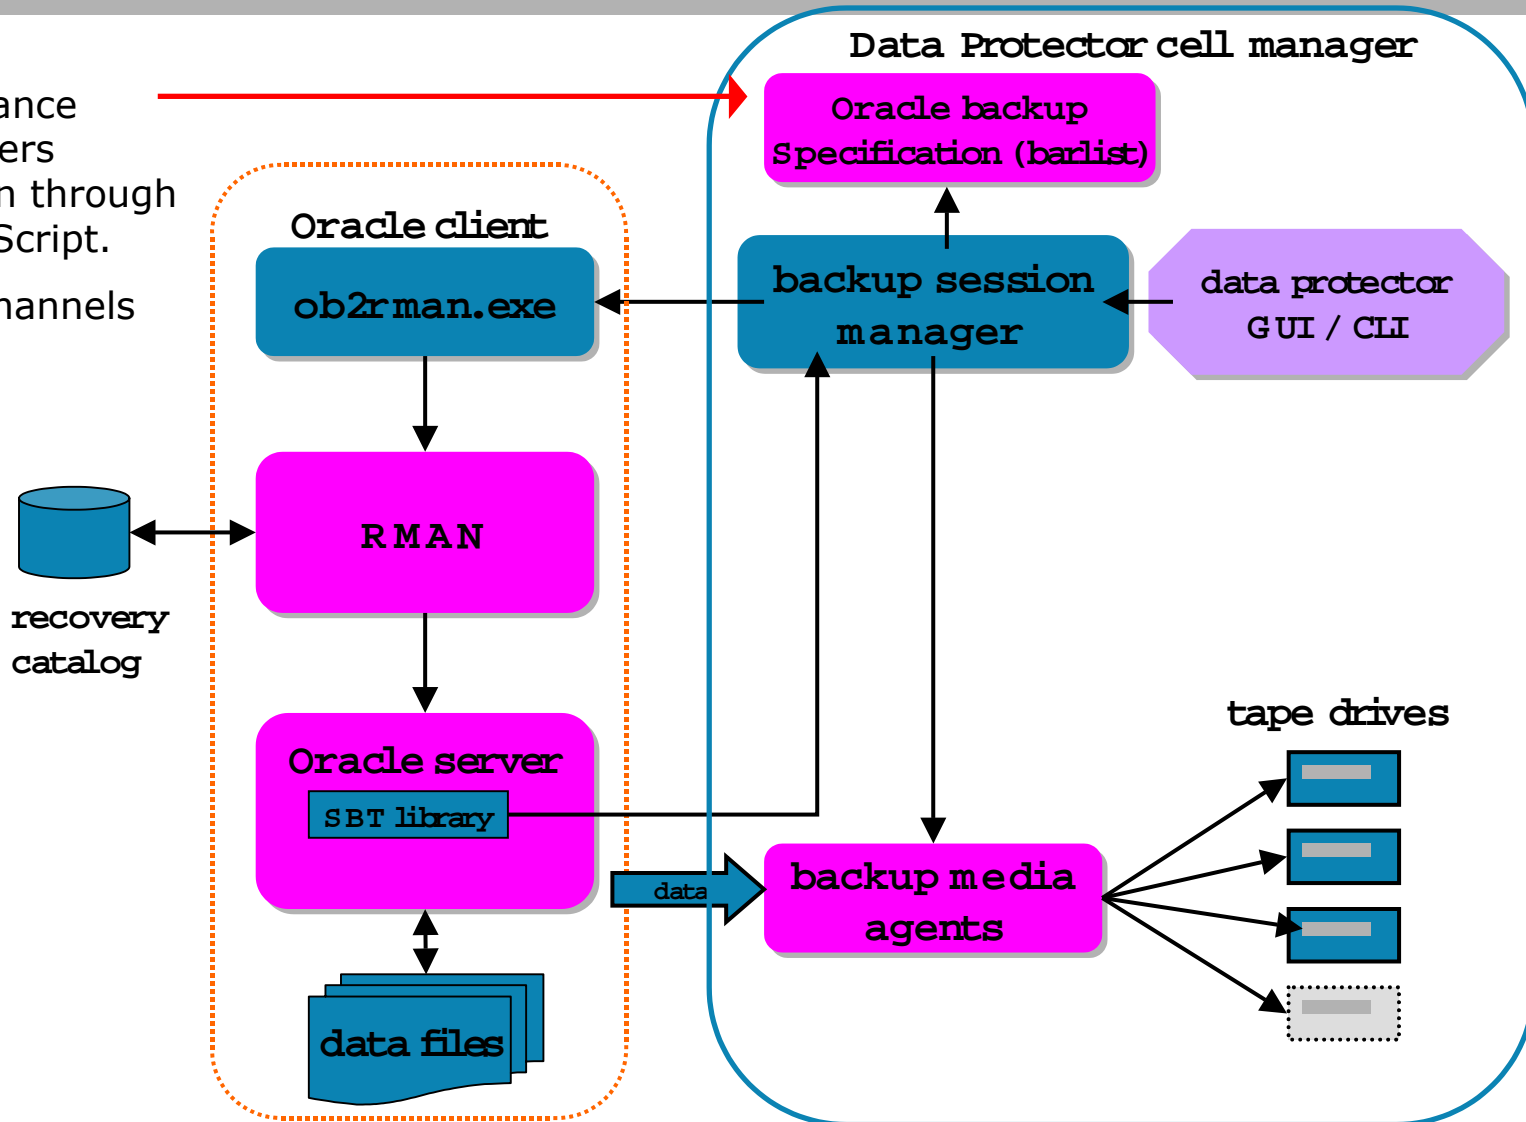 Data Protector cell manager
ance
ers
n through
Script.
hannels
Oracle backup
Specification (barlist)
Oracle client
ob2rman.exe
backup session
manager
data protector
GUI / CLI
RMAN
recovery
catalog
Oracle server
SBT library
data
backup media
agents
tape drives
data files